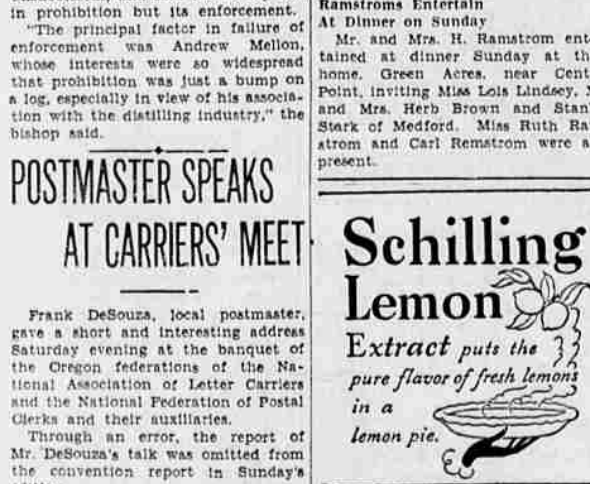 in prohibition but its enforcement.
"The principal factor in failure of
enforcement was Andrew Mellon,
whose interests were so widespread
that prohibition was just a bump on
a log, especially in view of his associa-
tion with the distilling industry," the
bishop said.
POSTMASTER SPEAKS
AT CARRIERS' MEET
Frank DeSouza, local postmaster,
gave a short and interesting address
Saturday evening at the banquet of
the Oregon federations of the Na-
tional Association of Letter Carriers
and the National Federation of Postal
Clerks and their auxiliaries.
Through an error, the report of
Mr. DeSouza's talk was omitted from
the convention report in Sunday's
Ramstroms Entertain
At Dinner on Sunday
Mr. and Mrs. H. Ramstrom ent
tained at dinner Sunday at th
home, Green Acres, near Cent
Point, inviting Miss Lois Lindsey,
and Mrs. Herb Brown and Stan
Stark of Medford. Miss Ruth Ra
strom and Carl Remstrom were a
present.
Schilling
Lemon
Extract puts the
pure flavor of fresh lemons
in a
lemon pie.